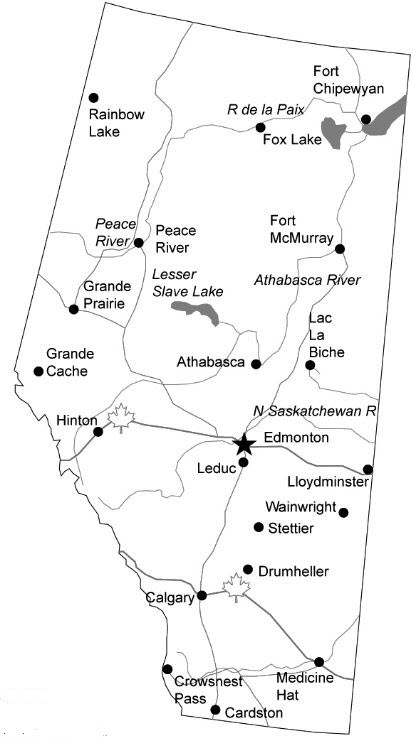 Fort
Chipewyan
Rainbow
Lake
R de la Paix
Fox Lake
Peace
River
Peace
River
Fort
McMurray
Lesser
Slave Lake
Athabasca River
Grande
Prairie
Lac
La
Biche
Grande
Cache
Athabasca
N Saskatchewan R
Hinton
Edmonton
Leduc
Lloydminster
Wainwright
Stettier
Drumheller
Calgary
Crowsnest
Pass
Medicine
Hat
Cardston